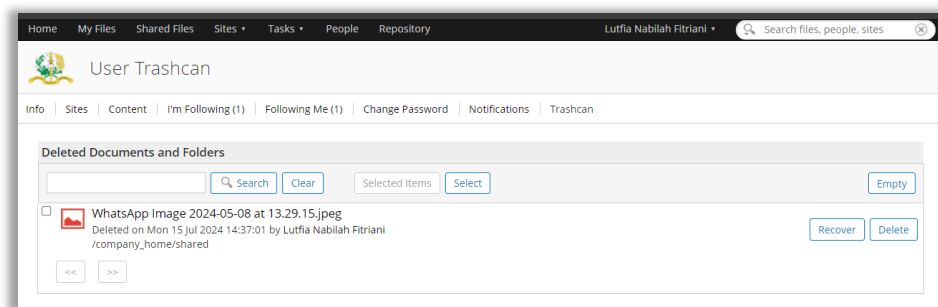 Home My Files Shared Files Sites Tasks People Repository Lutfia Nabilah Fitriani Search files, people, sites
User Trashcan
Info Sites Content I'm Following (1) Following Me (1) Change Password Notifications Trashcan
Deleted Documents and Folders
Search Clear Selected Items Select Empty
WhatsApp Image 2024-05-08 at 13.29.15.jpeg
Deleted on Mon 15 Jul 2024 14:37:01 by Lutfia Nabilah Fitriani Recover Delete
/company_home/shared
<< >>